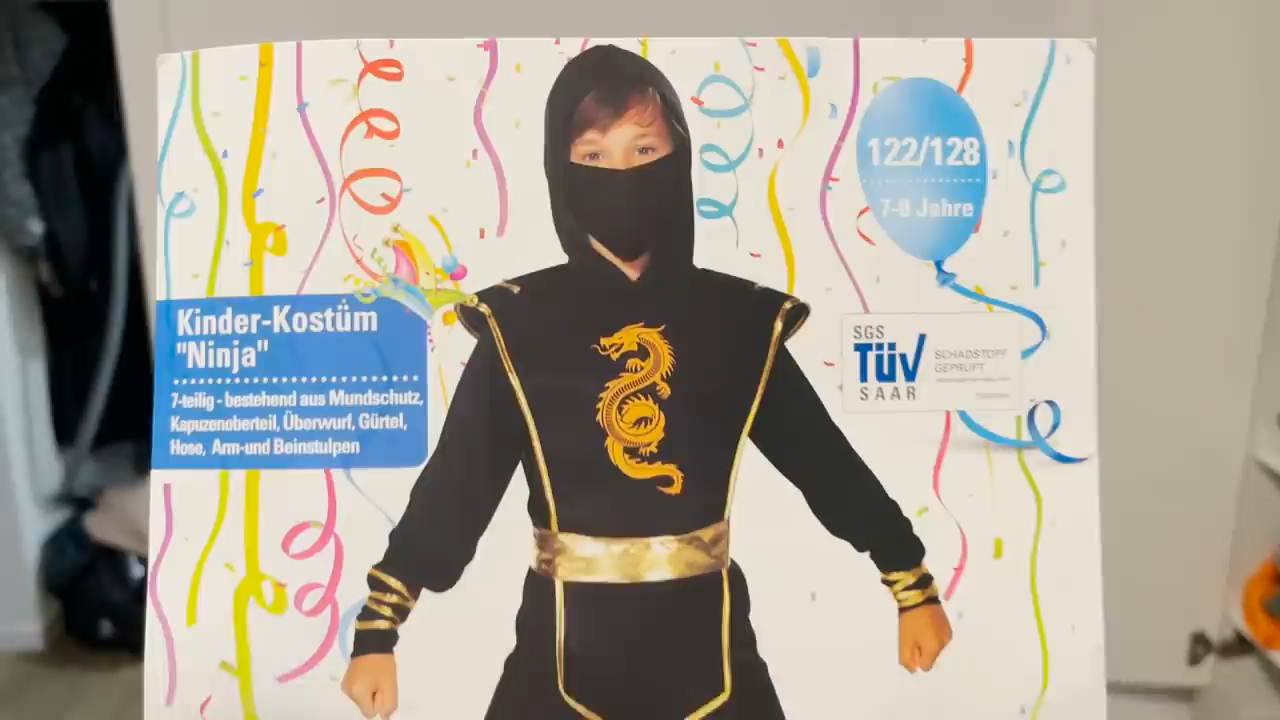 122/128
7-8 Jahre
Kinder-Kostüm
"Ninja"
7-teilig - bestehend aus Mundschutz,
Kapuzenoberteil, Überwurf, Gürtel,
Hose, Arm-und Beinstulpen
SGS
TÜV
SAAR
SCHADSTOFF
GEPRÜFT